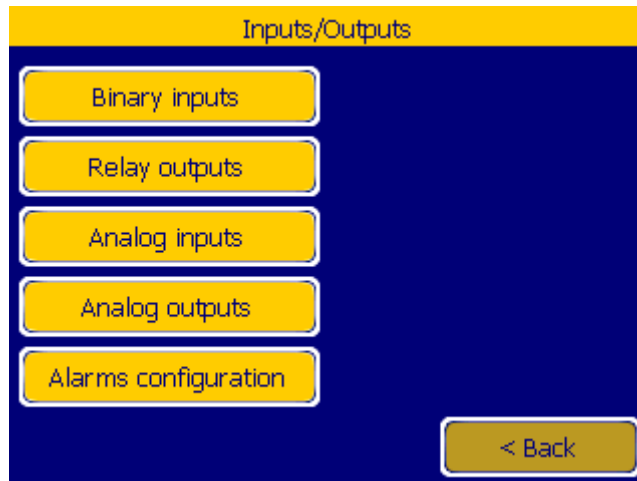 Inputs/Outputs
Binary inputs
Relay outputs
Analog inputs
Analog outputs
Alarms configuration
< Back